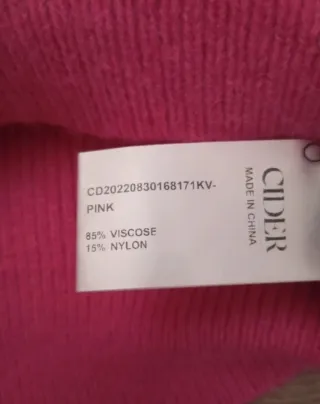 CD20220830168171KV-
PINK
85% VISCOSE
15% NYLON
CIDER
MADE IN CHINA